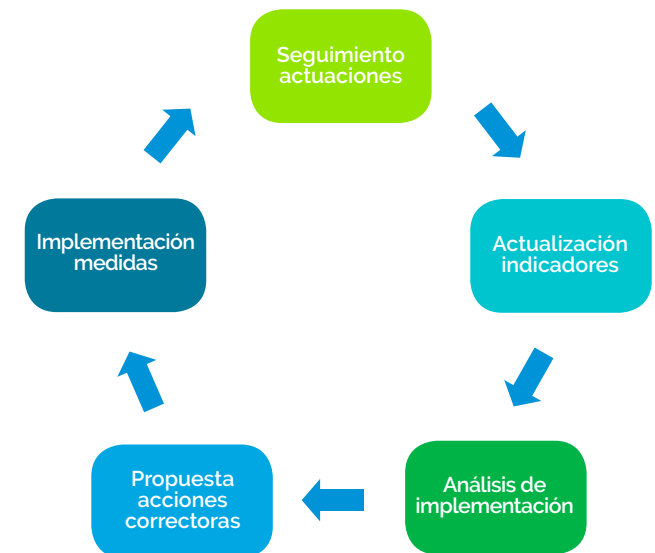 Seguimiento
actuaciones
Actualización
indicadores
Análisis de
implementación
Propuesta
acciones
correctoras
Implementación
medidas